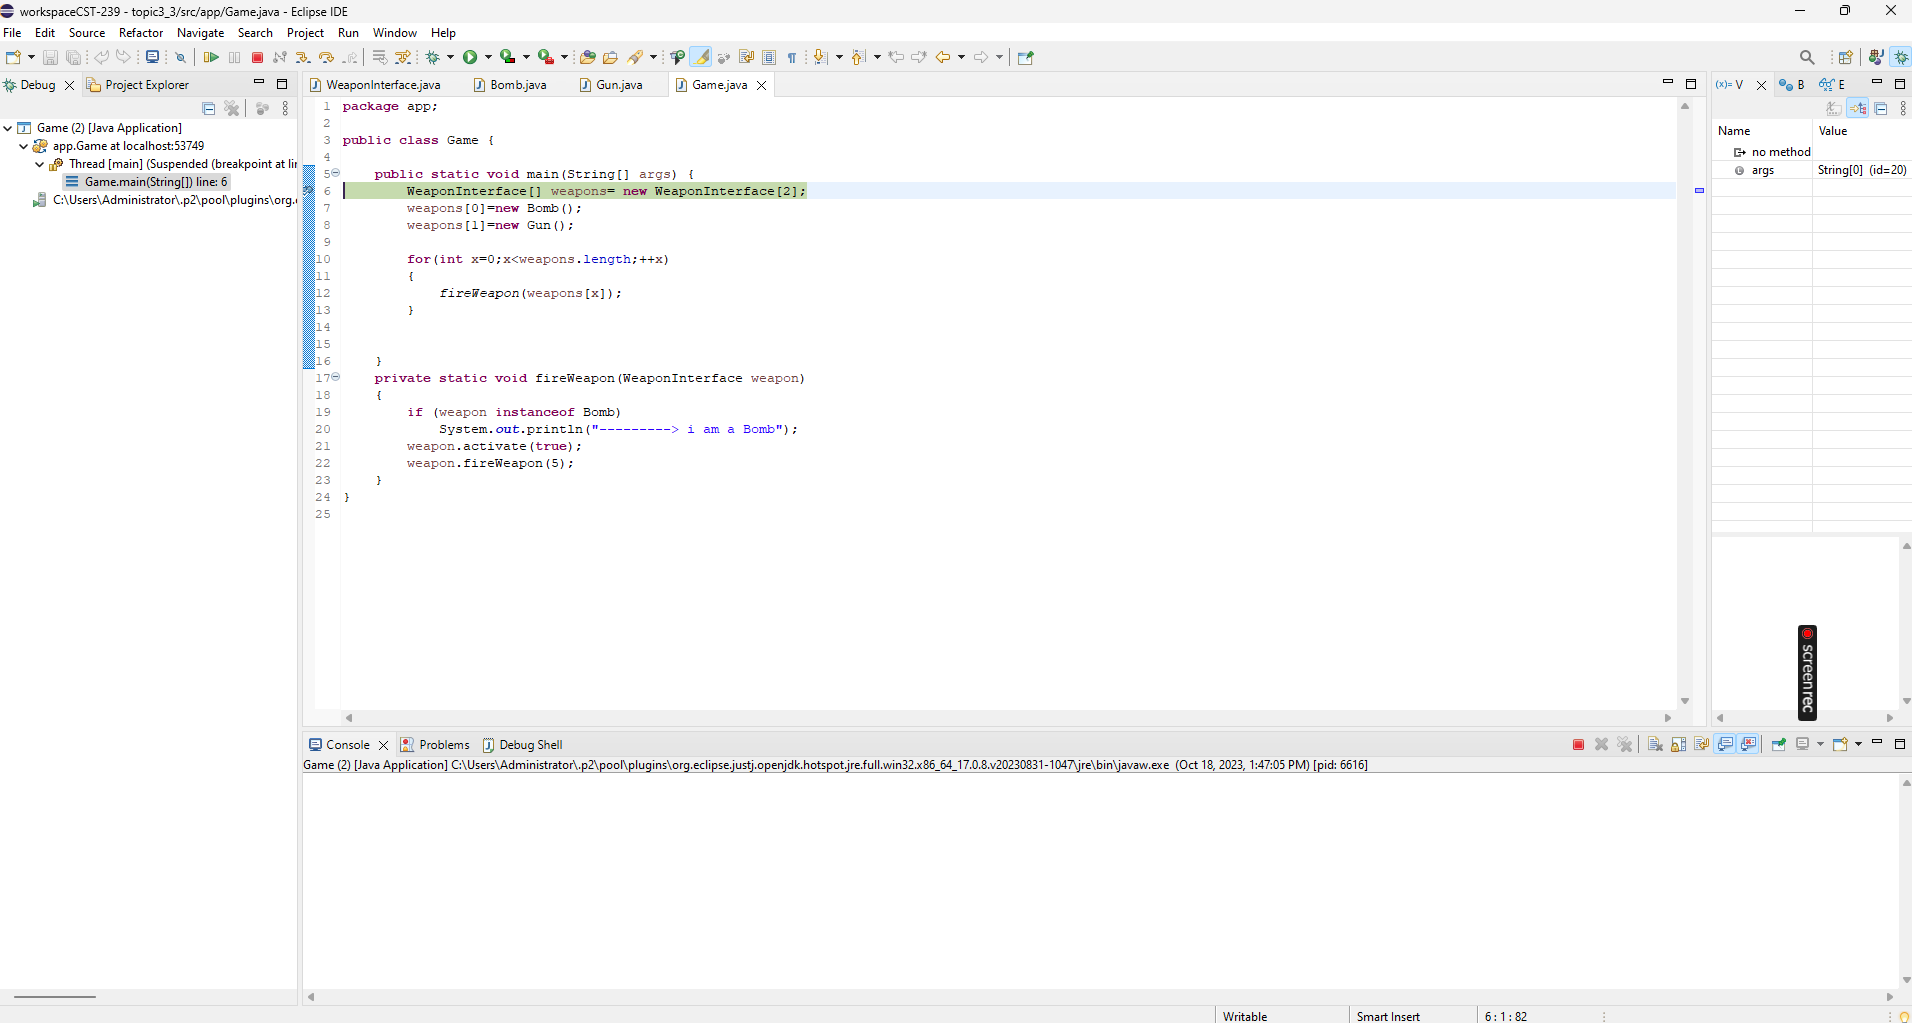 workspaceCST-239 - topic3_3/src/app/Game.java - Eclipse IDE
File Edit Source Refactor Navigate Search Project Run Window Help
Debug Project Explorer
WeaponInterface.java Bomb.java Gun.java Game.java
(x)= V B E
Game (2) [Java Application]
app.Game at localhost:53749
Thread [main] (Suspended (breakpoint at lin
Game.main(String[]) line: 6
C:\Users\Administrator\.p2\pool\plugins\org.e
1 package app;
2
3 public class Game {
4
5 public static void main(String[] args) {
6 WeaponInterface[] weapons= new WeaponInterface[2];
7 weapons[0]=new Bomb();
8 weapons[1]=new Gun();
9
10 for(int x=0;x<weapons.length;++x)
11 {
12 fireWeapon(weapons[x]);
13 }
14
15
16 }
17 private static void fireWeapon(WeaponInterface weapon)
18 {
19 if (weapon instanceof Bomb)
20 System.out.println("---------> i am a Bomb");
21 weapon.activate(true);
22 weapon.fireWeapon(5);
23 }
24 }
25
Name Value
no method
args String[0] (id=20)
screenrec
Console Problems Debug Shell
Game (2) [Java Application] C:\Users\Administrator\.p2\pool\plugins\org.eclipse.justj.openjdk.hotspot.jre.full.win32.x86_64_17.0.8.v20230831-1047\jre\bin\javaw.exe (Oct 18, 2023, 1:47:05 PM) [pid: 6616]
Writable Smart Insert 6 : 1 : 82